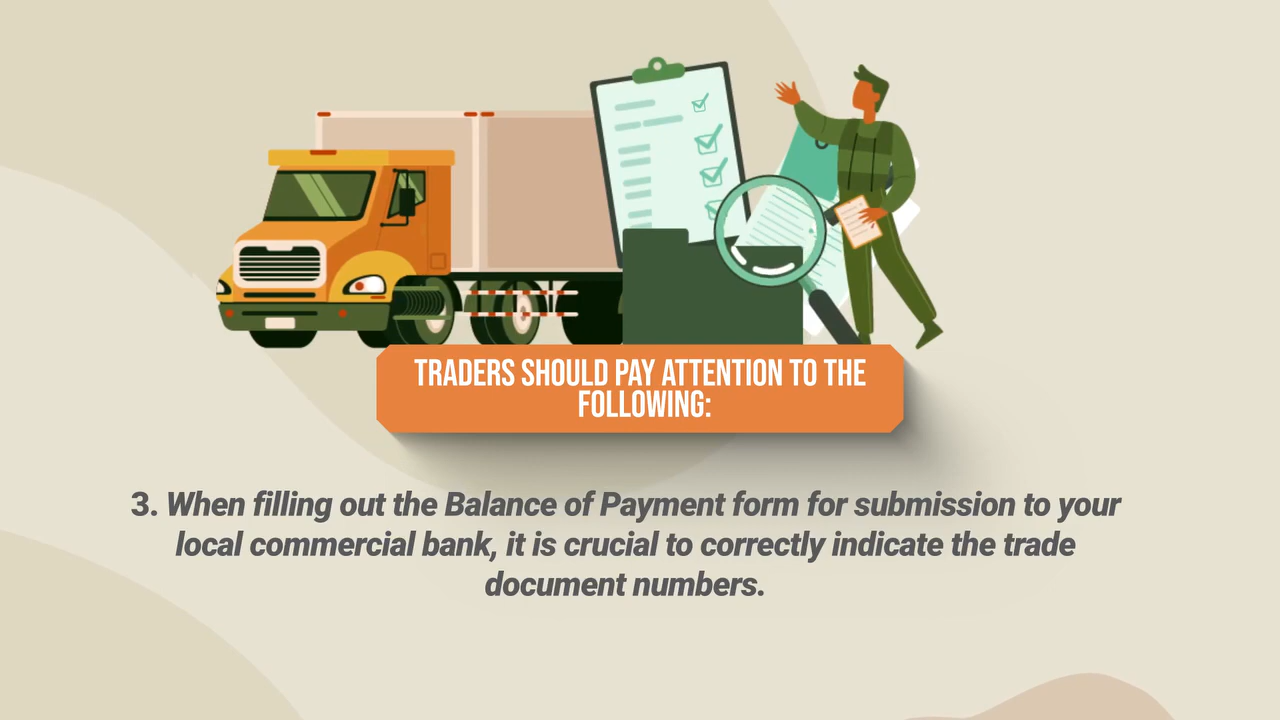 TRADERS SHOULD PAY ATTENTION TO THE
FOLLOWING:
3. When filling out the Balance of Payment form for submission to your
local commercial bank, it is crucial to correctly indicate the trade
document numbers.